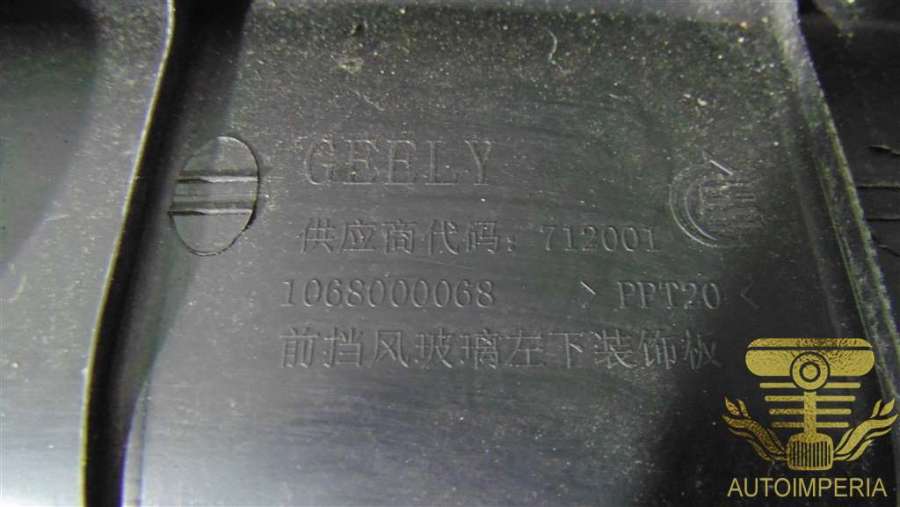 GEELY
供应商代码: 712001
1068000068 >PPT20<
前挡风玻璃左下装饰板
AUTOIMPERIA